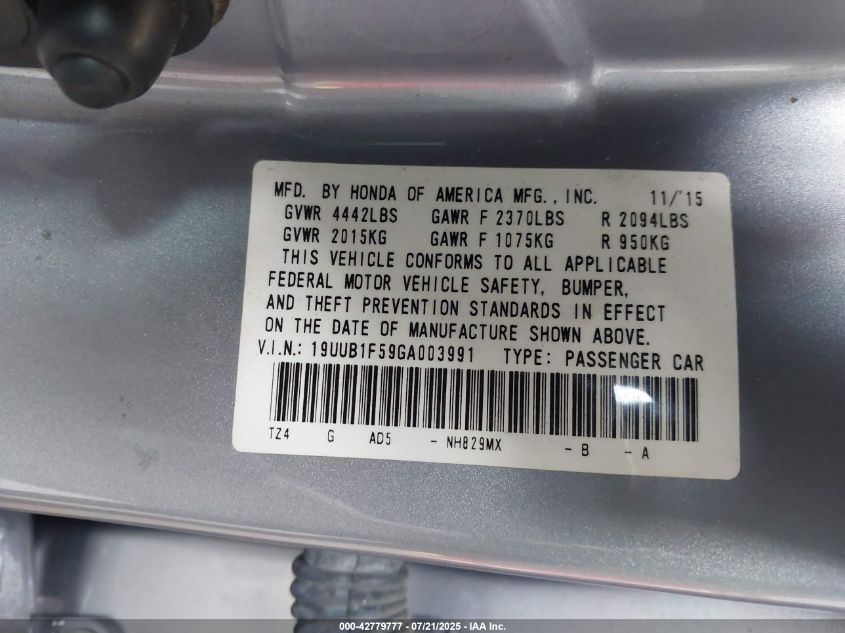 MFD. BY HONDA OF AMERICA MFG., INC. 11/'15
GVWR 4442LBS GAWR F 2370LBS R 2094LBS
GVWR 2015KG GAWR F 1075KG R 950KG
THIS VEHICLE CONFORMS TO ALL APPLICABLE
FEDERAL MOTOR VEHICLE SAFETY, BUMPER,
AND THEFT PREVENTION STANDARDS IN EFFECT
ON THE DATE OF MANUFACTURE SHOWN ABOVE.
V.I.N.: 19UUB1F59GA003991 TYPE: PASSENGER CAR
TZ4 G AD5 - NH829MX - B - A
000-42779777 | 07/21/2025 | IAA Inc.